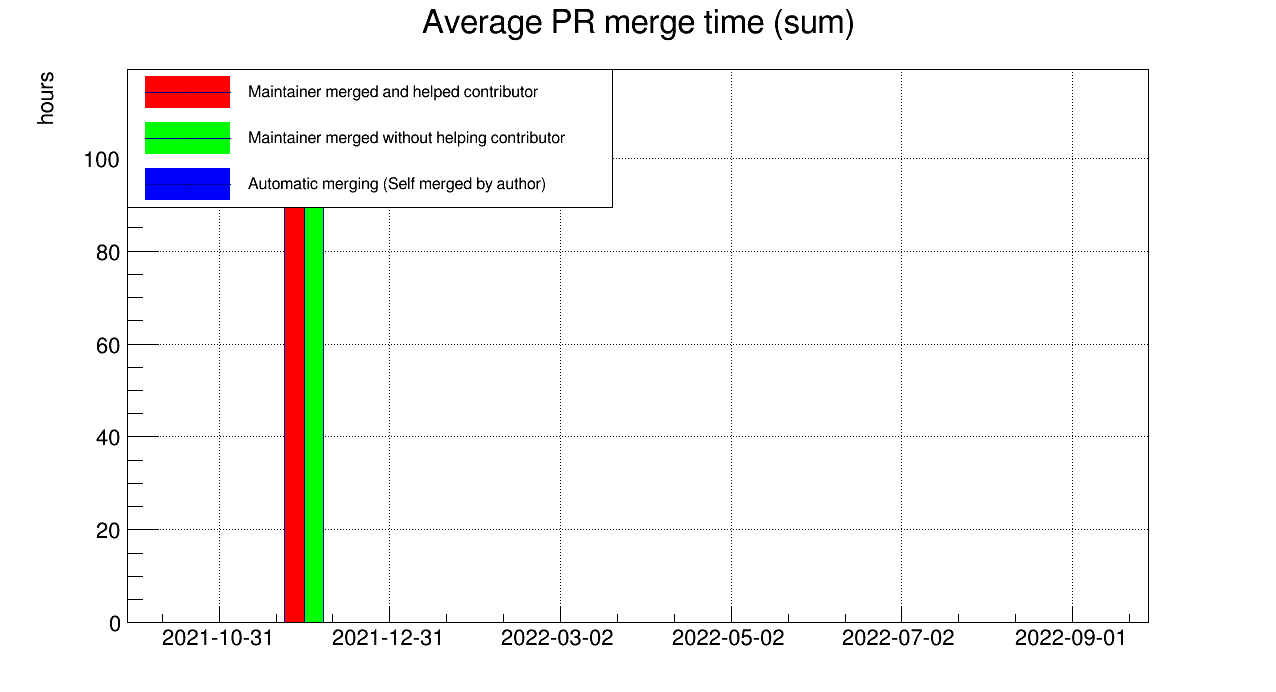 Average PR merge time (sum)
hours
Maintainer merged and helped contributor
Maintainer merged without helping contributor
Automatic merging (Self merged by author)
100
80
60
40
20
0
2021-10-31 2021-12-31 2022-03-02 2022-05-02 2022-07-02 2022-09-01